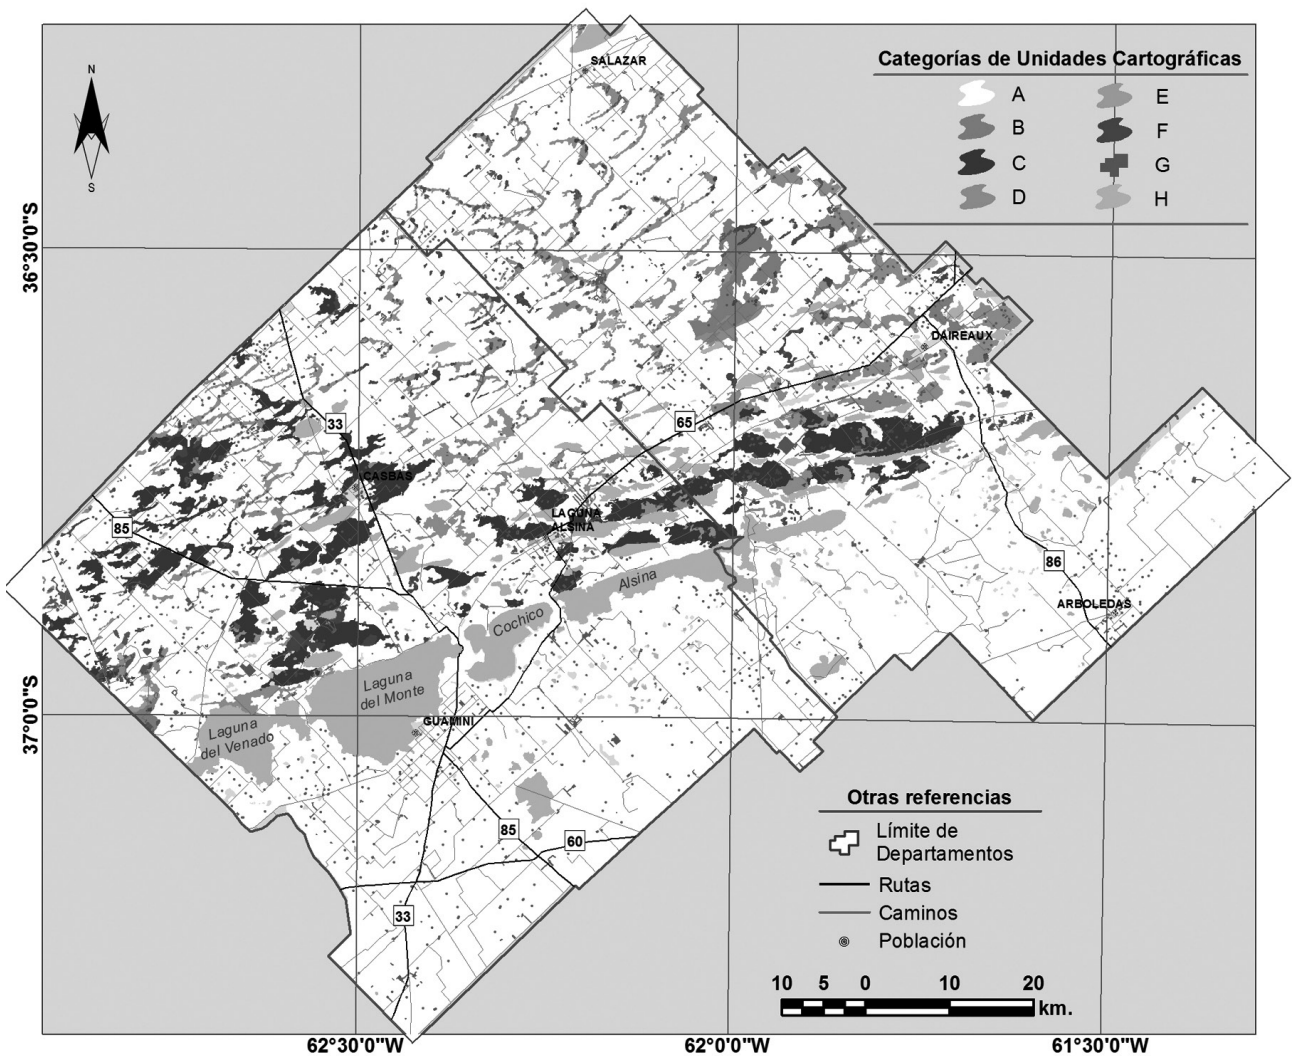 N
S
Categorías de Unidades Cartográficas
A
E
B
F
C
G
D
H
SALAZAR
36°30'0"S
DAIREAUX
33
65
CASBAS
85
LAGUNA
ALSINA
86
Alsina
ARBOLEDAS
Cochico
Laguna
del Monte
37°0'0"S
GUAMINI
Laguna
del Venado
85
60
33
Otras referencias
Límite de
Departamentos
Rutas
Caminos
Población
10 5 0 10 20
km.
62°30'0"W
62°0'0"W
61°30'0"W